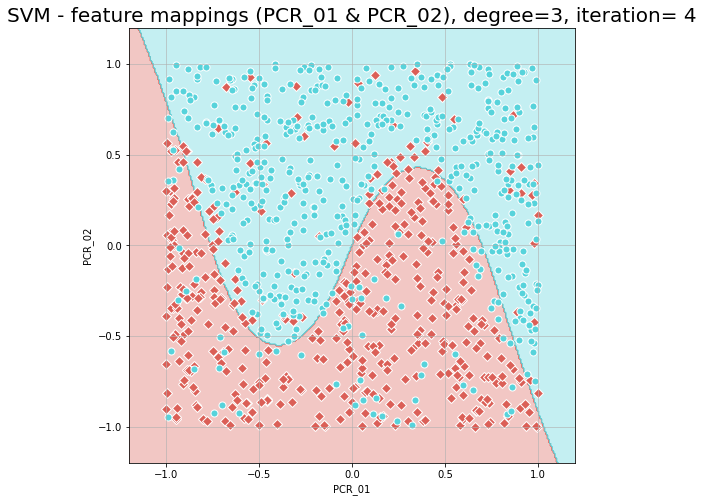 SVM - feature mappings (PCR_01 & PCR_02), degree=3, iteration= 4
1.0
0.5
0.0
−0.5
−1.0
PCR_02
−1.0 −0.5 0.0 0.5 1.0
PCR_01